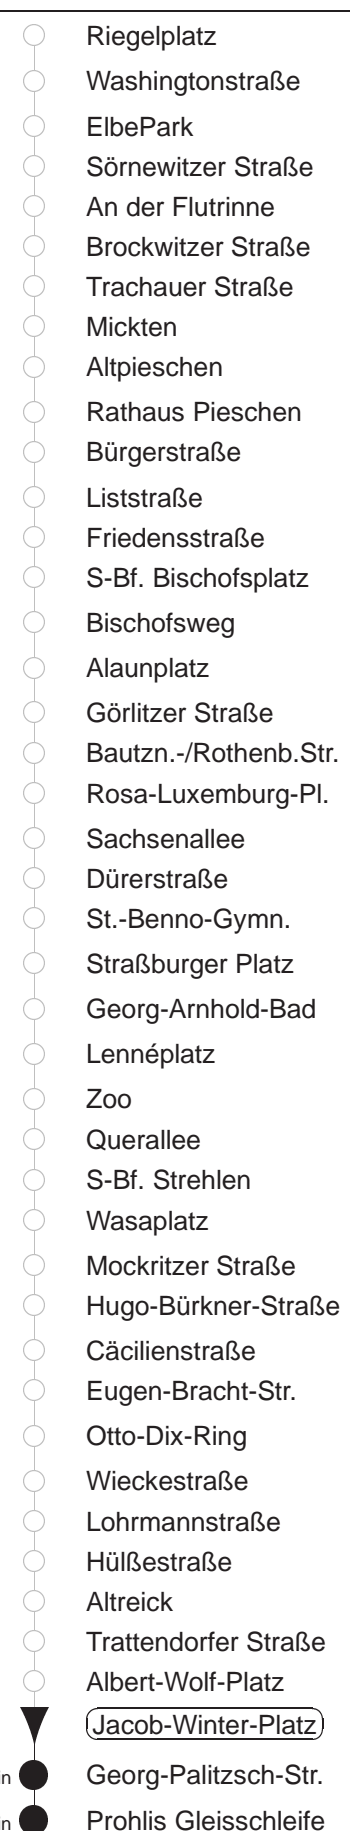 Riegelplatz
Washingtonstraße
ElbePark
Sörnewitzer Straße
An der Flutrinne
Brockwitzer Straße
Trachauer Straße
Mickten
Altpieschen
Rathaus Pieschen
Bürgerstraße
Liststraße
Friedensstraße
S-Bf. Bischofsplatz
Bischofsweg
Alaunplatz
Görlitzer Straße
Bautzn.-/Rothenb.Str.
Rosa-Luxemburg-Pl.
Sachsenallee
Dürerstraße
St.-Benno-Gymn.
Straßburger Platz
Georg-Arnhold-Bad
Lennéplatz
Zoo
Querallee
S-Bf. Strehlen
Wasaplatz
Mockritzer Straße
Hugo-Bürkner-Straße
Cäcilienstraße
Eugen-Bracht-Str.
Otto-Dix-Ring
Wieckestraße
Lohrmannstraße
Hülßestraße
Altreick
Trattendorfer Straße
Albert-Wolf-Platz
Jacob-Winter-Platz
Georg-Palitzsch-Str.
Prohlis Gleisschleife